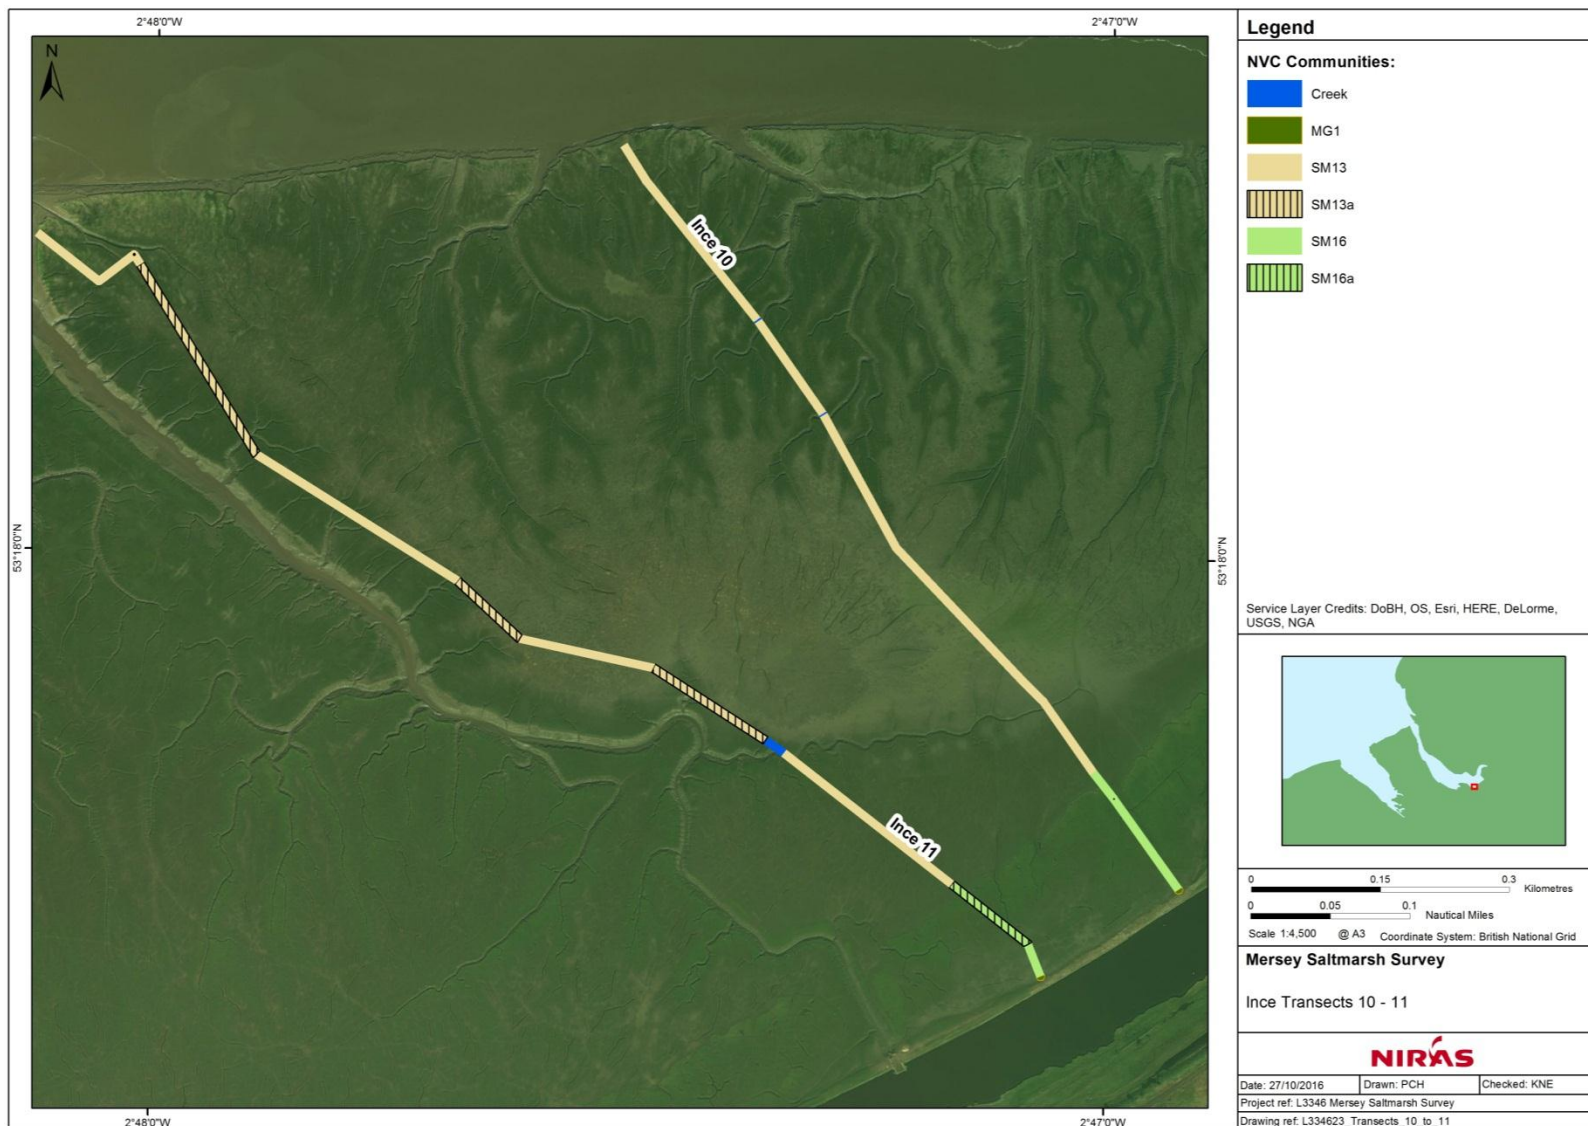 2°48'0"W
2°47'0"W
N
Ince 10
Ince 11
53°18'0"N
53°18'0"N
2°48'0"W
2°47'0"W
Legend
NVC Communities:
Creek
MG1
SM13
SM13a
SM16
SM16a
Service Layer Credits: DoBH, OS, Esri, HERE, DeLorme,
USGS, NGA
0 0.15 0.3 Kilometres
0 0.05 0.1 Nautical Miles
Scale 1:4,500 @ A3 Coordinate System: British National Grid
Mersey Saltmarsh Survey
Ince Transects 10 - 11
NIRAS
Date: 27/10/2016 Drawn: PCH Checked: KNE
Project ref: L3346 Mersey Saltmarsh Survey
Drawing ref: L334623_Transects_10_to_11